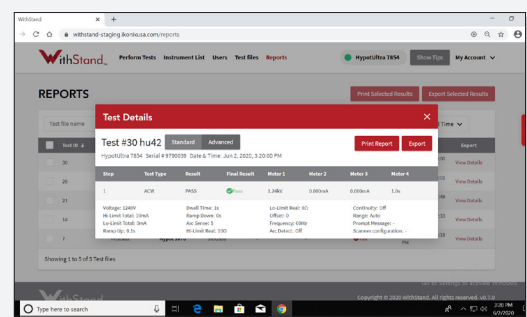 WithStand
withstand-staging.ikonixusa.com/reports
WithStand
Perform Tests Instrument List Users Test files Reports
HypotUltra 7854
Show Tips
My Account
REPORTS
Print Selected Results
Export Selected Results
Test file name
Time
Test ID
Export
Test Details
Test #30 hu42
Standard
Advanced
Print Report
Export
HypotUltra 7854 Serial # 9790039 Date & Time: Jun 2, 2020, 3:20:00 PM
Step Test Type Result Final Result Meter 1 Meter 2 Meter 3 Meter 4
1 ACW PASS Pass 1.24kV 0.000mA 0.000mA 1.0s
Voltage: 1240V Dwell Time: 1s Lo-Limit Real: 0Ω Continuity: Off
Hi-Limit Total: 10mA Ramp Down: 0s Offset: 0 Range: Auto
Lo-Limit Total: 0mA Arc Sense: 5 Frequency: 60Hz Prompt Message: -
Ramp Up: 0.1s Hi-Limit Real: 10Ω Arc Detect: Off Scanner configuration: -
30 View Details
28 View Details
21 View Details
14 View Details
7 View Details
PM
Showing 1 to 5 of 5 Test files
Copyright © 2020 WithStand. All rights reserved. v0.1.0
Type here to search
3:20 PM
6/2/2020